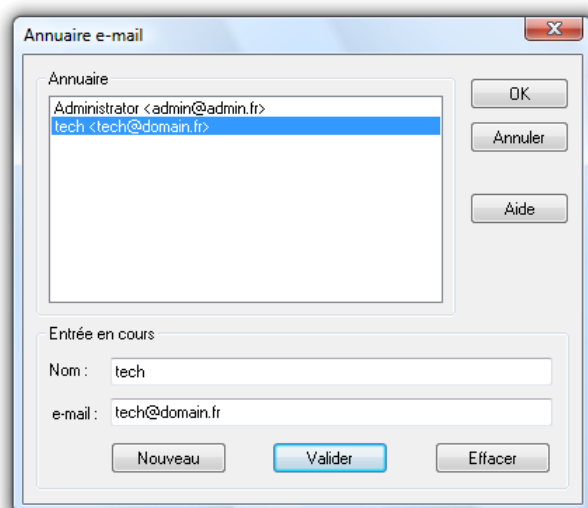 Annuaire e-mail
Annuaire
Administrator <admin@admin.fr>
tech <tech@domain.fr>
OK
Annuler
Aide
Entrée en cours
Nom :
tech
e-mail :
tech@domain.fr
Nouveau
Valider
Effacer